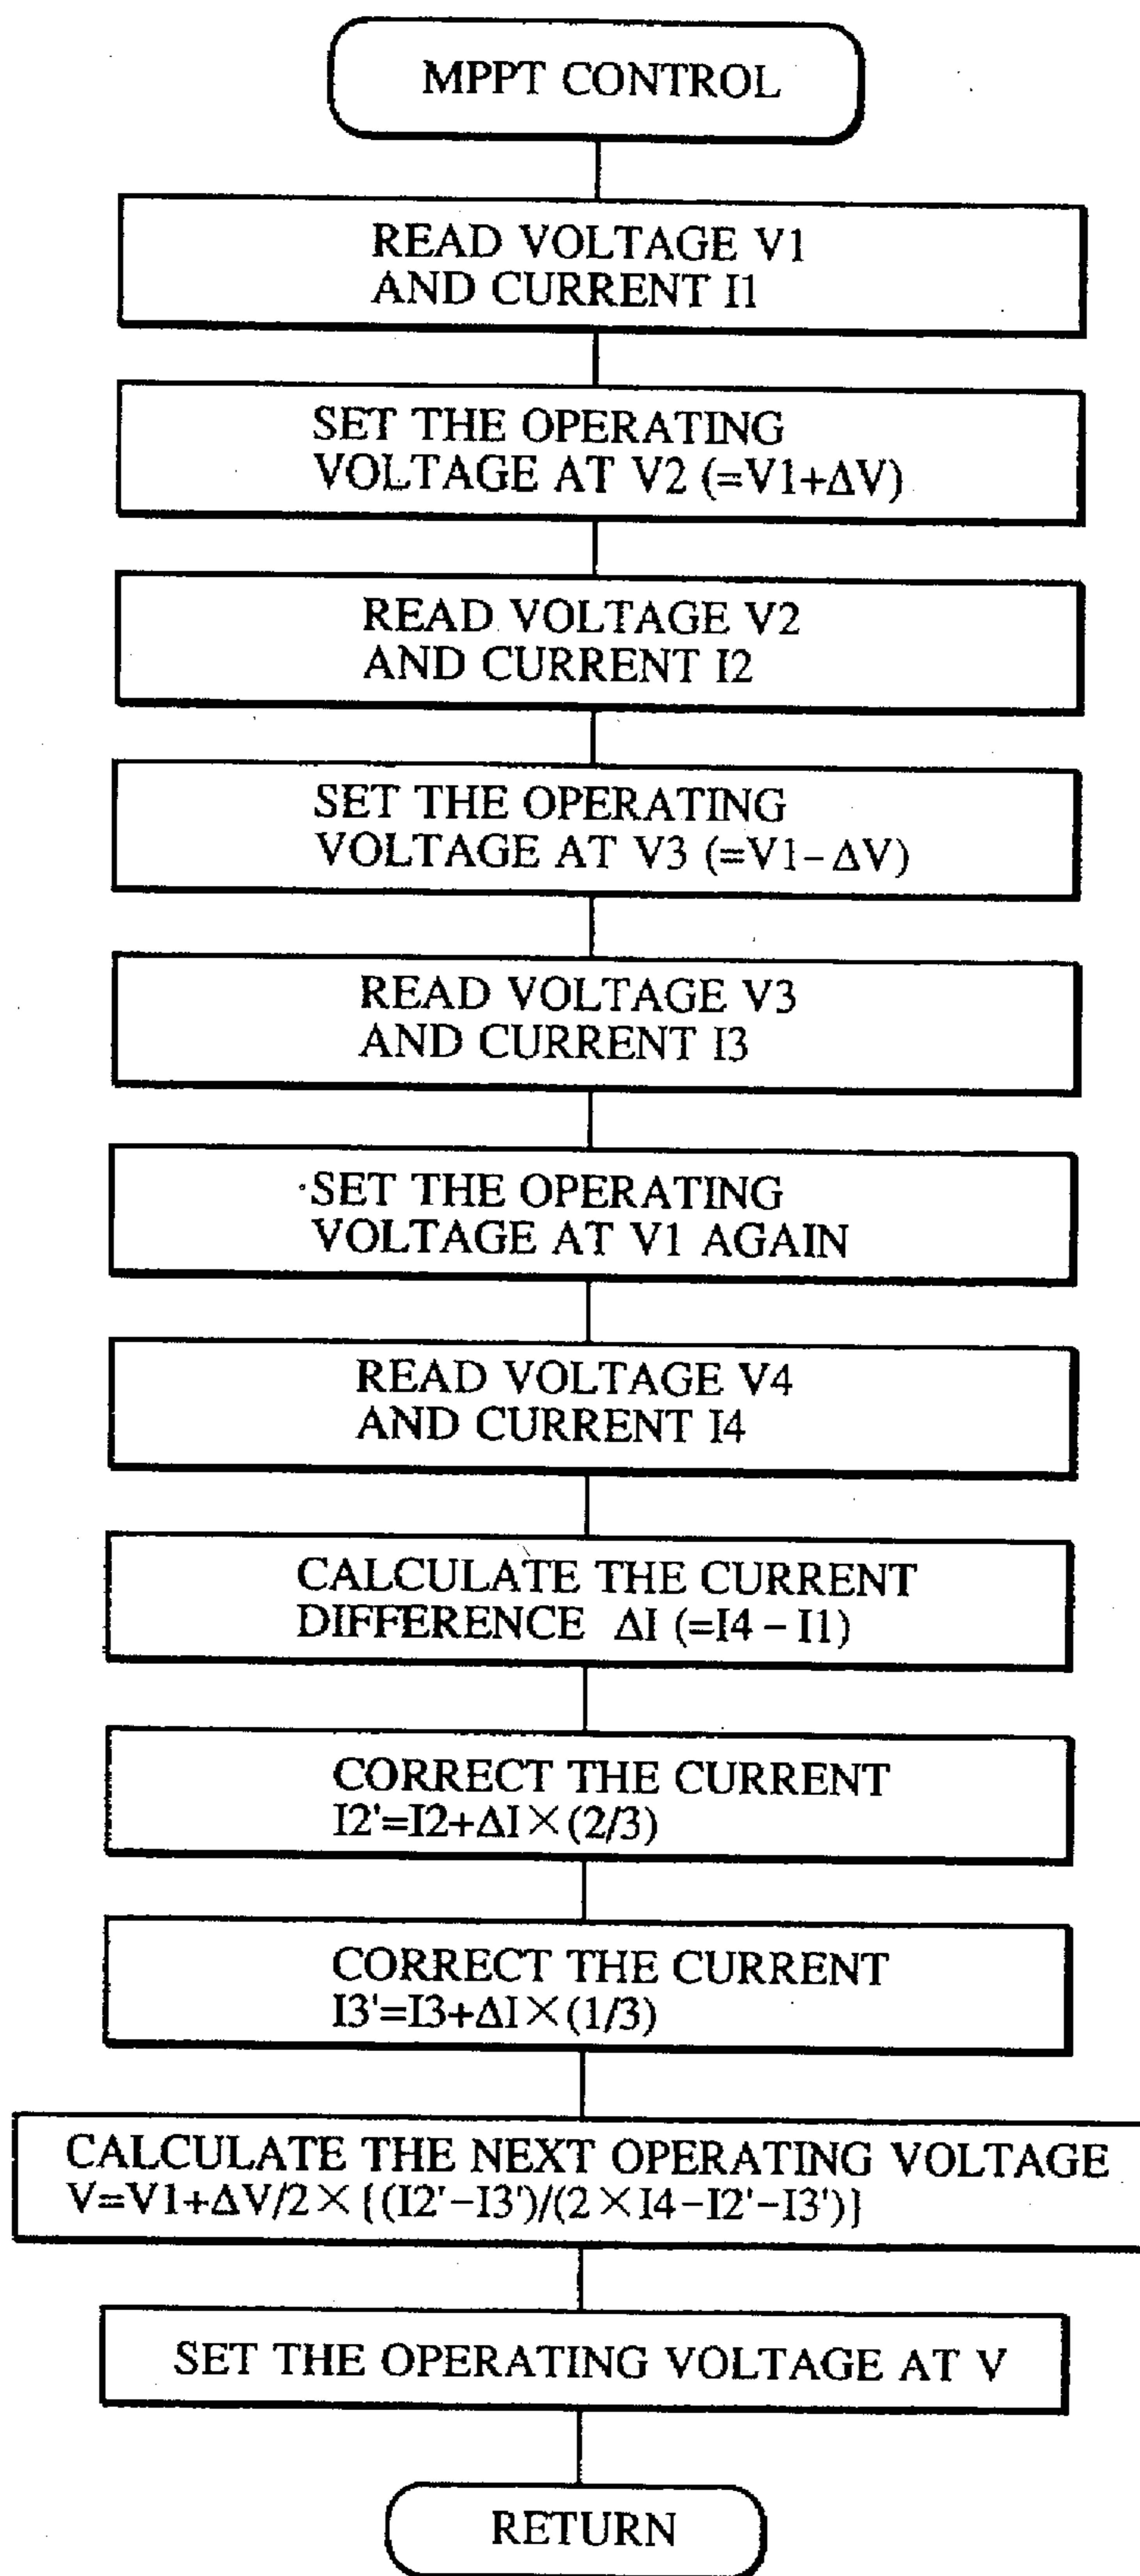 MPPT CONTROL
READ VOLTAGE V1
AND CURRENT I1
SET THE OPERATING
VOLTAGE AT V2 (=V1+ΔV)
READ VOLTAGE V2
AND CURRENT I2
SET THE OPERATING
VOLTAGE AT V3 (=V1-ΔV)
READ VOLTAGE V3
AND CURRENT I3
SET THE OPERATING
VOLTAGE AT V1 AGAIN
READ VOLTAGE V4
AND CURRENT I4
CALCULATE THE CURRENT
DIFFERENCE ΔI (=I4 – I1)
CORRECT THE CURRENT
I2'=I2+ΔI×(2/3)
CORRECT THE CURRENT
I3'=I3+ΔI×(1/3)
CALCULATE THE NEXT OPERATING VOLTAGE
V=V1+ΔV/2×{(I2'–I3')/(2×I4–I2'–I3')}
SET THE OPERATING VOLTAGE AT V
RETURN